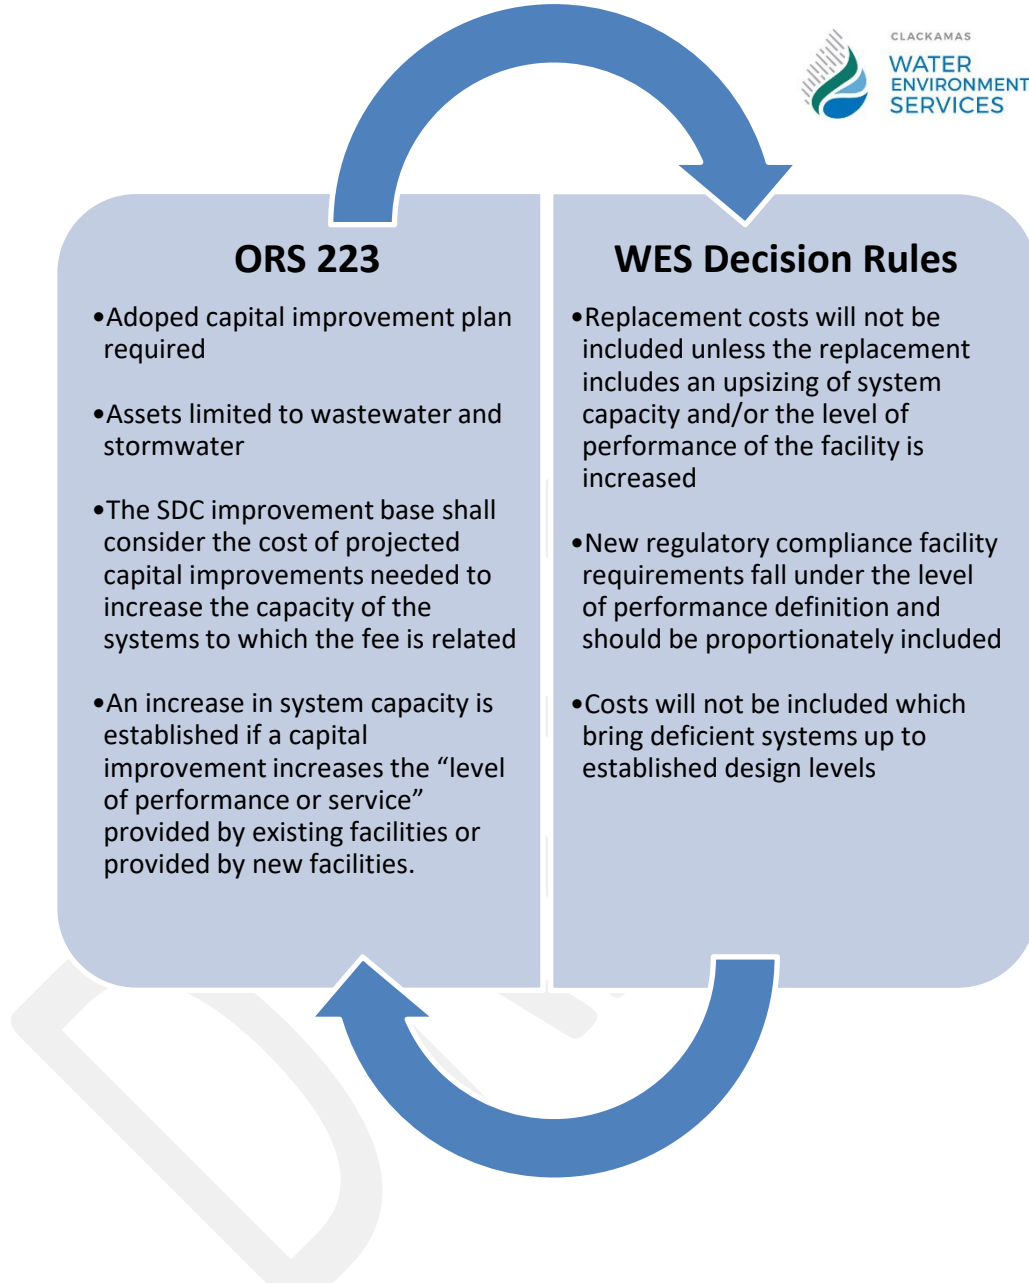 CLACKAMAS
WATER
ENVIRONMENT
SERVICES
ORS 223
•Adoped capital improvement plan
required
•Assets limited to wastewater and
stormwater
•The SDC improvement base shall
consider the cost of projected
capital improvements needed to
increase the capacity of the
systems to which the fee is related
•An increase in system capacity is
established if a capital
improvement increases the “level
of performance or service”
provided by existing facilities or
provided by new facilities.
WES Decision Rules
•Replacement costs will not be
included unless the replacement
includes an upsizing of system
capacity and/or the level of
performance of the facility is
increased
•New regulatory compliance facility
requirements fall under the level
of performance definition and
should be proportionately included
•Costs will not be included which
bring deficient systems up to
established design levels